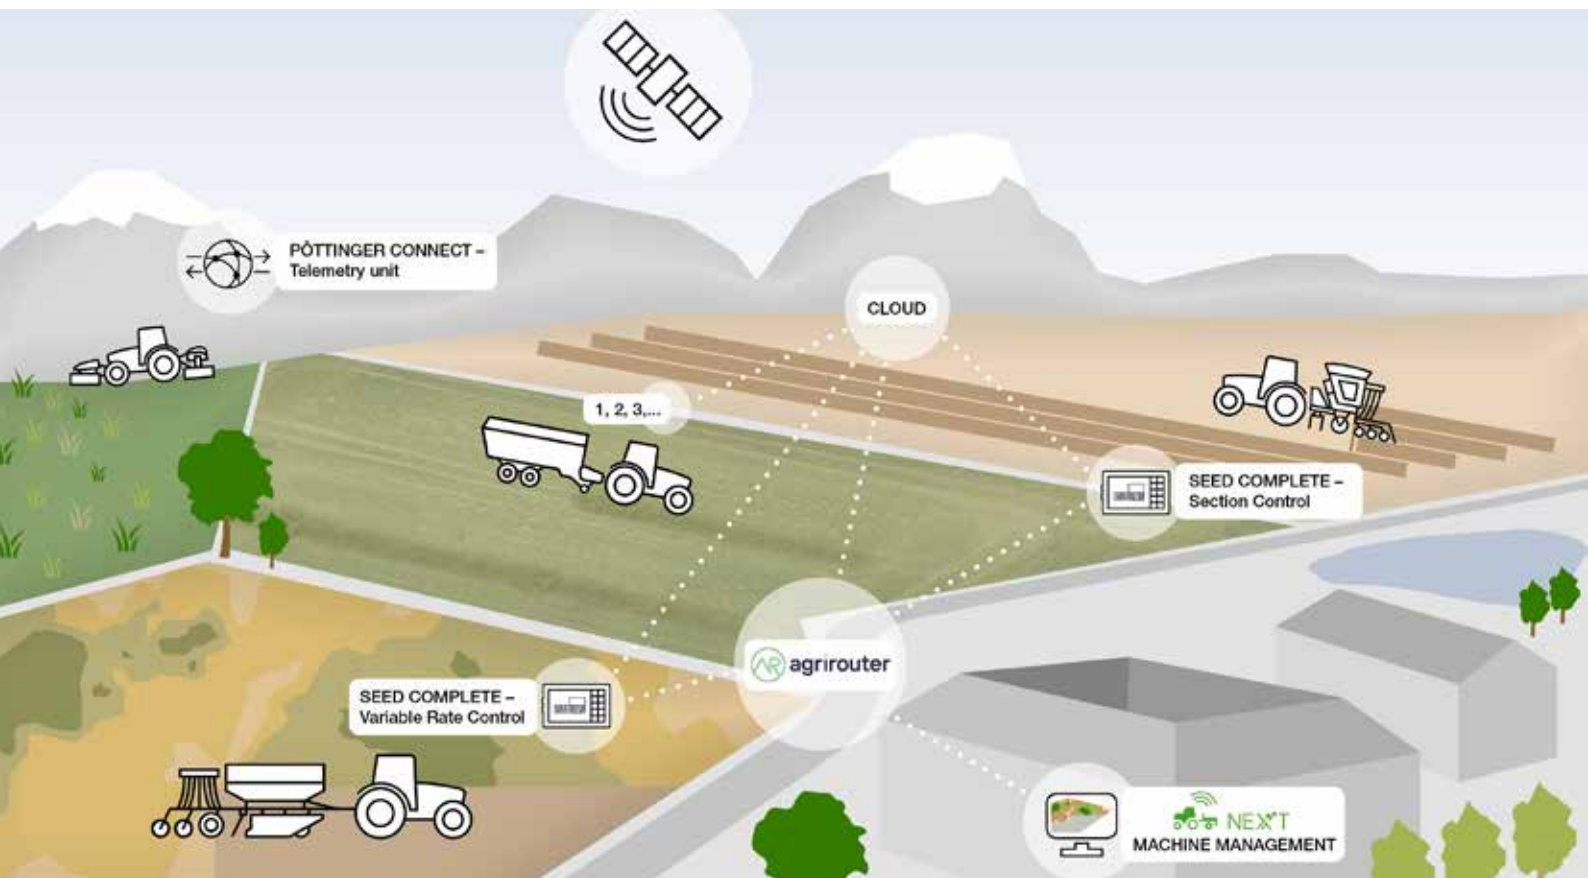 PÖTTINGER CONNECT –
Telemetry unit
CLOUD
1, 2, 3,...
SEED COMPLETE –
Section Control
agrirouter
SEED COMPLETE –
Variable Rate Control
NEXT
MACHINE MANAGEMENT